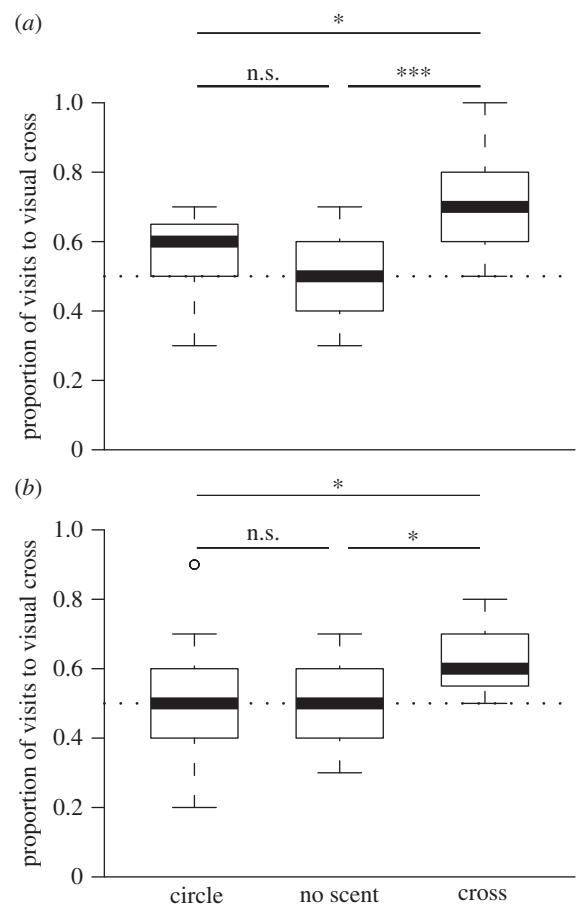 (a)
*
n.s.
***
1.0
0.8
0.6
0.4
0.2
0
proportion of visits to visual cross
(b)
*
n.s.
*
1.0
0.8
0.6
0.4
0.2
0
proportion of visits to visual cross
circle
no scent
cross